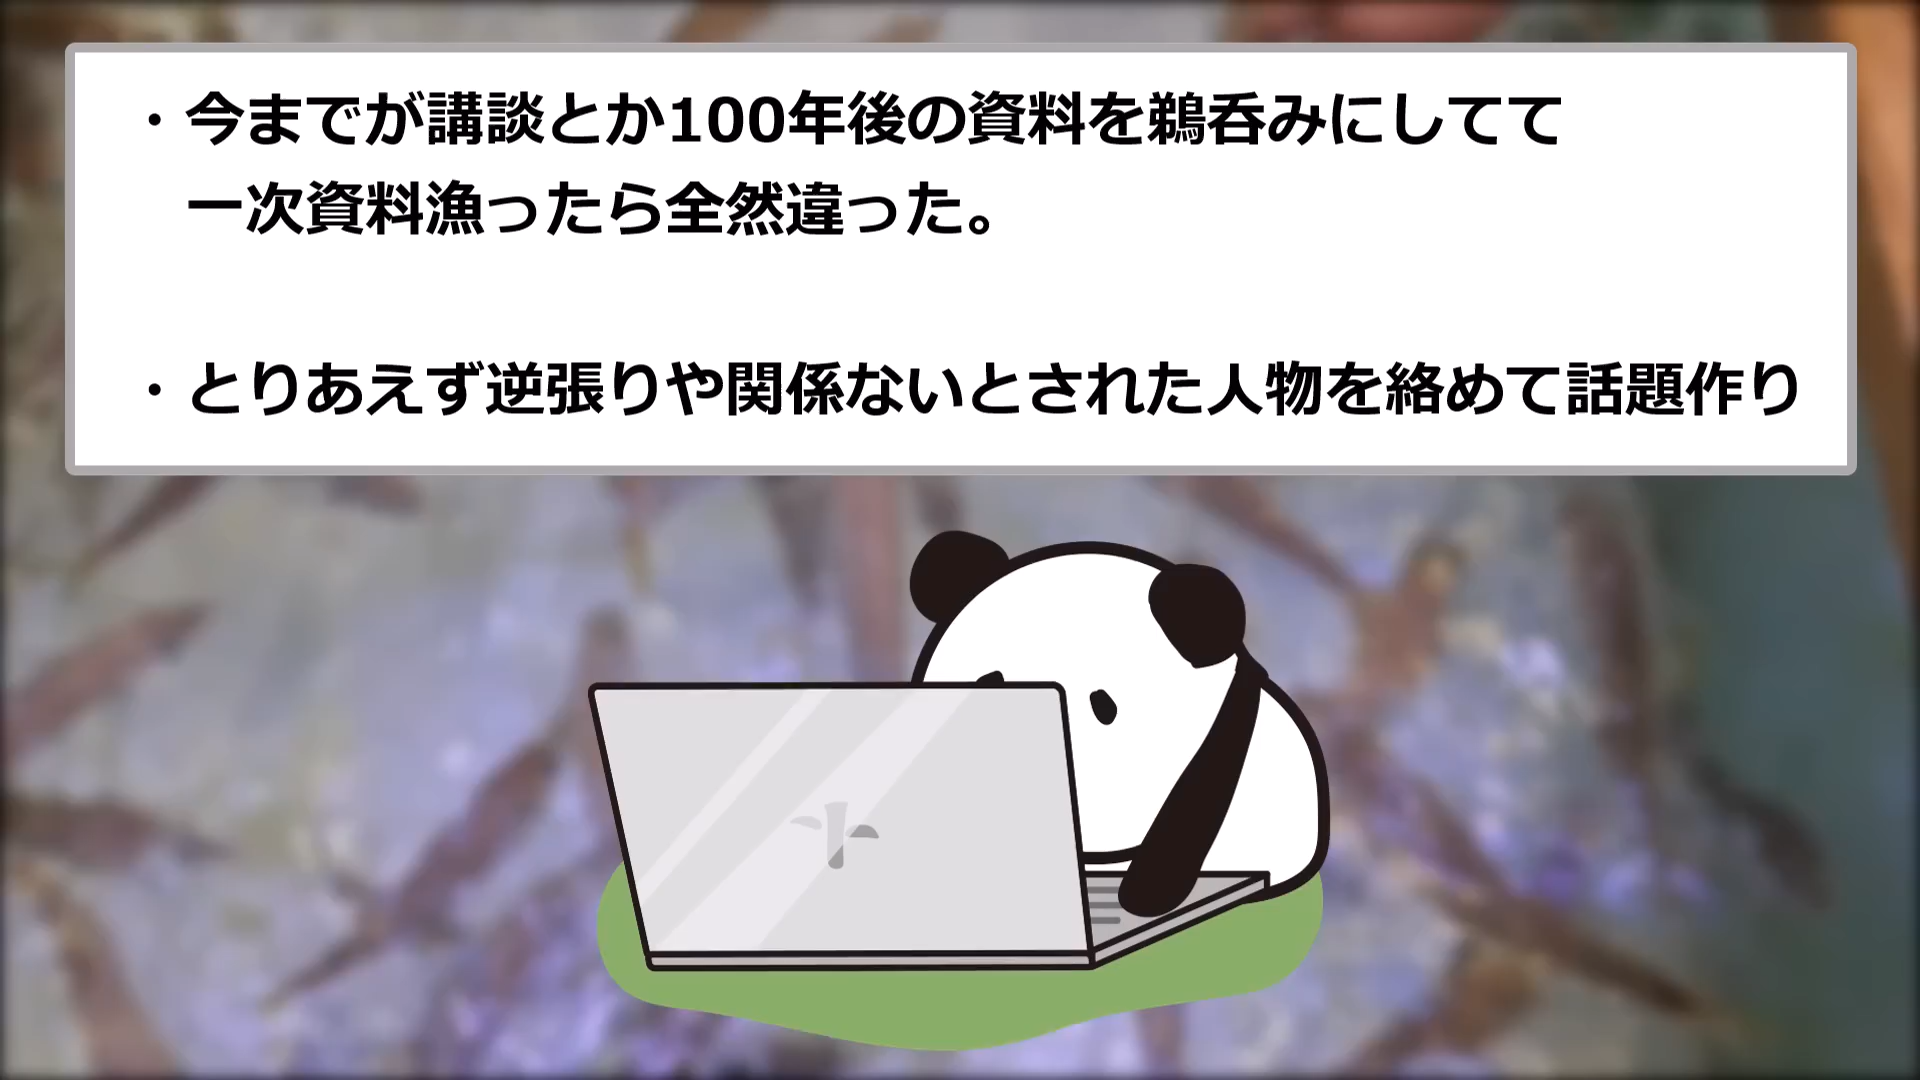 ・今までが講談とか100年後の資料を鵜呑みにしてて
一次資料漁ったら全然違った。
・とりあえず逆張りや関係ないとされた人物を絡めて話題作り